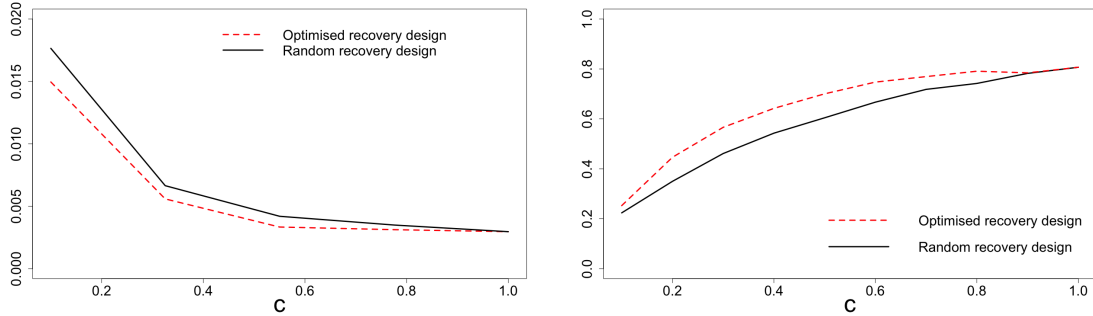 0.020
0.015
0.010
0.005
0.000
Optimised recovery design
Random recovery design
0.2 0.4 0.6 0.8 1.0
C
1.0
0.8
0.6
0.4
0.2
0.0
Optimised recovery design
Random recovery design
0.2 0.4 0.6 0.8 1.0
C